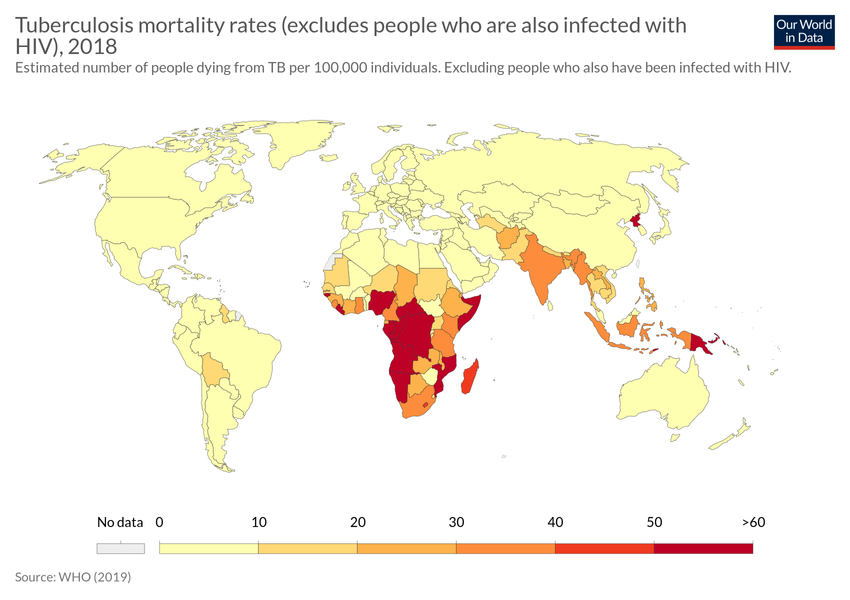 Tuberculosis mortality rates (excludes people who are also infected with
HIV), 2018
Our World
in Data
Estimated number of people dying from TB per 100,000 individuals. Excluding people who also have been infected with HIV.
No data 0 10 20 30 40 50 >60
Source: WHO (2019)